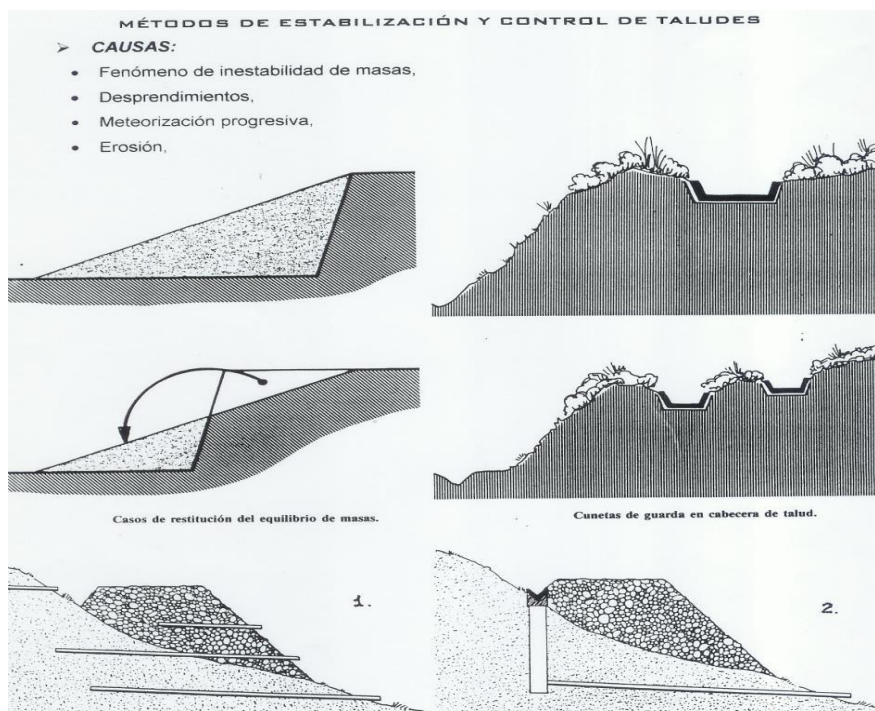 MÉTODOS DE ESTABILIZACIÓN Y CONTROL DE TALUDES
➢ CAUSAS:
• Fenómeno de inestabilidad de masas,
• Desprendimientos,
• Meteorización progresiva,
• Erosión,
Casos de restitución del equilibrio de masas.
Cunetas de guarda en cabecera de talud.
1.
2.